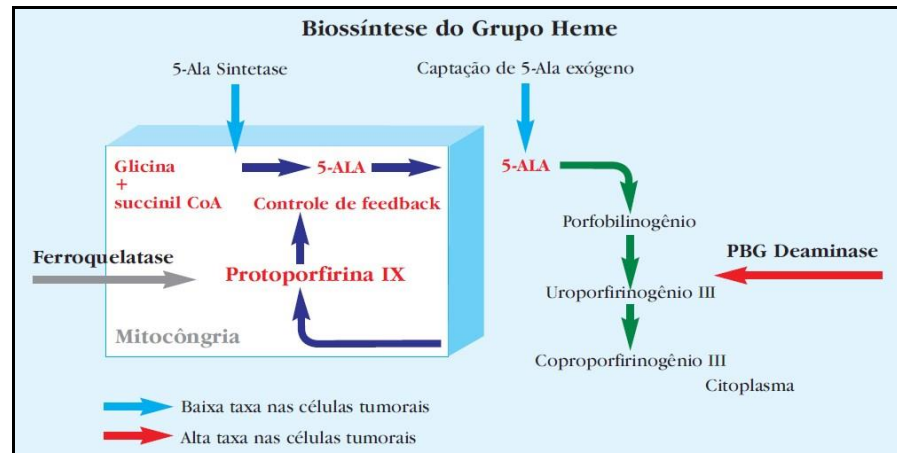 Biossíntese do Grupo Heme
5-Ala Sintetase
Captação de 5-Ala exógeno
Glicina
+
succinil CoA
5-ALA
5-ALA
Controle de feedback
Porfobilinogênio
Ferroquelatase
PBG Deaminase
Protoporfirina IX
Uroporfirinogênio III
Mitocôngria
Coproporfirinogênio III
Citoplasma
Baixa taxa nas células tumorais
Alta taxa nas células tumorais